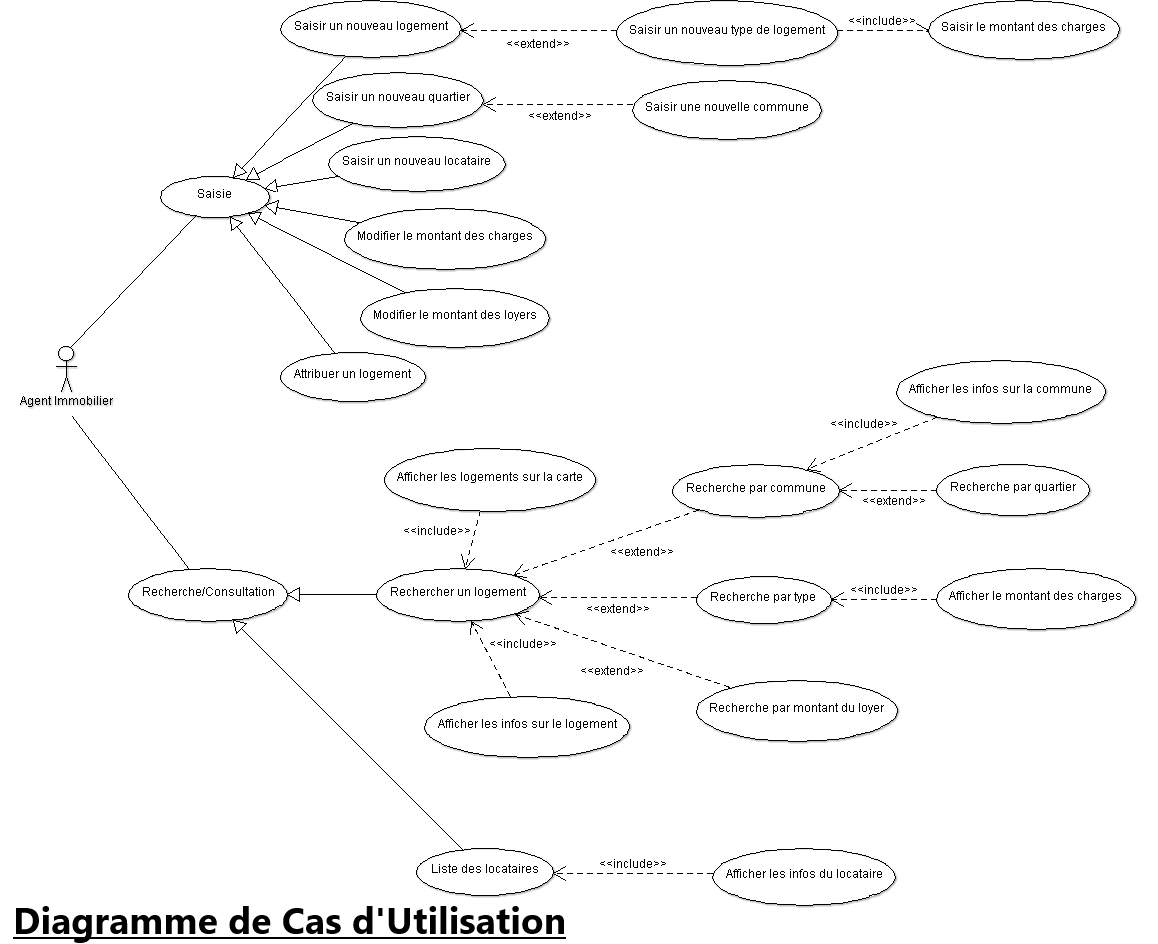 Saisir un nouveau logement
<<extend>>
Saisir un nouveau type de logement
<<include>>
Saisir le montant des charges
Saisir un nouveau quartier
<<extend>>
Saisir une nouvelle commune
Saisir un nouveau locataire
Saisie
Modifier le montant des charges
Modifier le montant des loyers
Attribuer un logement
Agent Immobilier
Afficher les infos sur la commune
<<include>>
Afficher les logements sur la carte
Recherche par commune
<<extend>>
Recherche par quartier
<<include>>
<<extend>>
Recherche/Consultation
Rechercher un logement
<<extend>>
Recherche par type
<<include>>
Afficher le montant des charges
<<include>>
<<extend>>
Afficher les infos sur le logement
Recherche par montant du loyer
Liste des locataires
<<include>>
Afficher les infos du locataire
Diagramme de Cas d'Utilisation